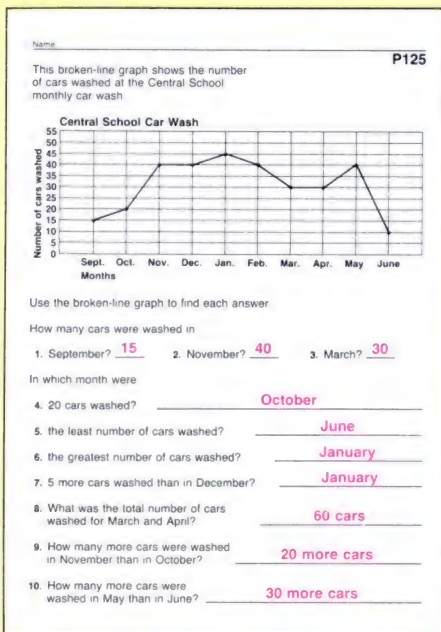 Name
P125
This broken-line graph shows the number
of cars washed at the Central School
monthly car wash
Central School Car Wash
Number of cars washed
55
50
45
40
35
30
25
20
15
10
5
0
Sept. Oct. Nov. Dec. Jan. Feb. Mar. Apr. May June
Months
Use the broken-line graph to find each answer
How many cars were washed in
1. September? 15 2. November? 40 3. March? 30
In which month were
4. 20 cars washed? October
5. the least number of cars washed? June
6. the greatest number of cars washed? January
7. 5 more cars washed than in December? January
8. What was the total number of cars
washed for March and April? 60 cars
9. How many more cars were washed
in November than in October? 20 more cars
10. How many more cars were
washed in May than in June? 30 more cars